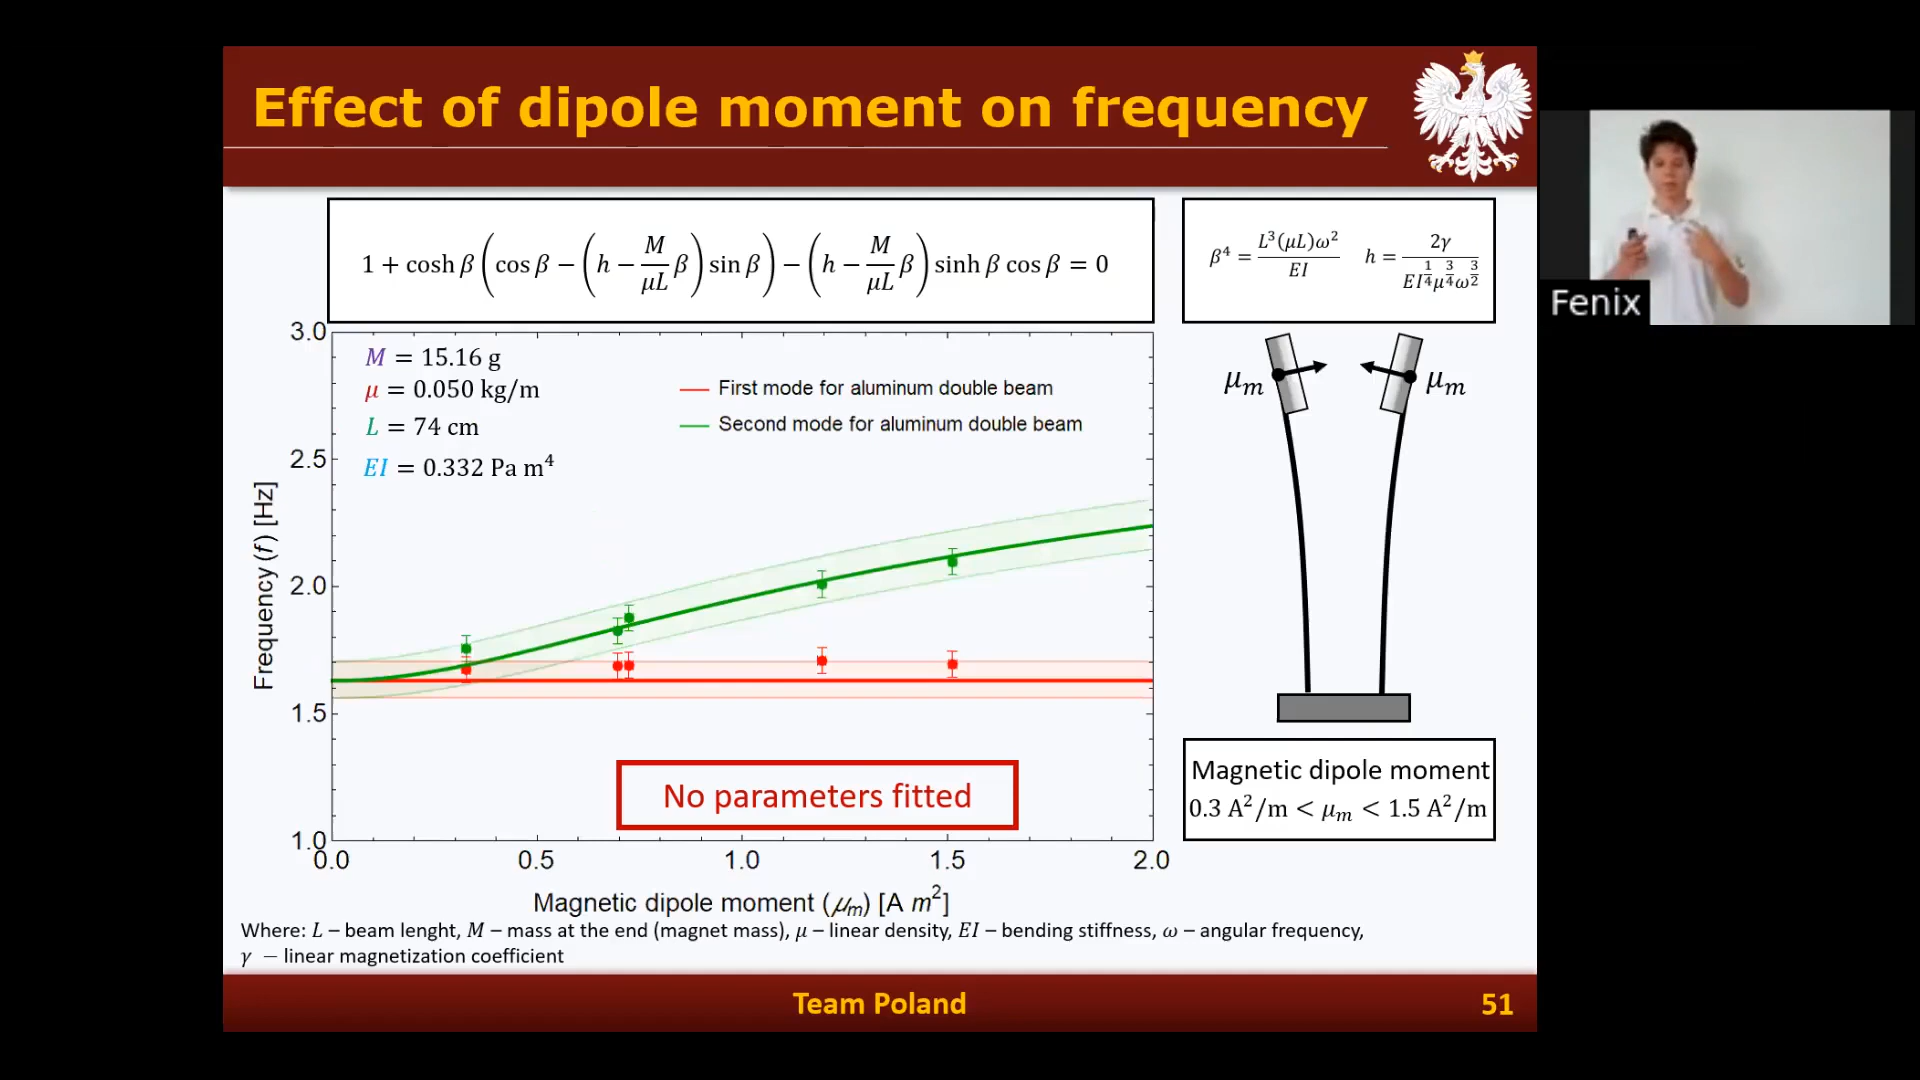 Effect of dipole moment on frequency
1 + cosh β (cos β − (h − M/μL β) sin β) − (h − M/μL β) sinh β cos β = 0
β⁴ = L³(μL)ω²/EI h = 2γ/EI^¼μ^¾ω^(3/2)
Fenix
M = 15.16 g
μ = 0.050 kg/m
L = 74 cm
EI = 0.332 Pa m⁴
First mode for aluminum double beam
Second mode for aluminum double beam
3.0
2.5
2.0
1.5
1.0
Frequency (f) [Hz]
No parameters fitted
0.0 0.5 1.0 1.5 2.0
Magnetic dipole moment (μm) [A m²]
μm μm
Magnetic dipole moment
0.3 A²/m < μm < 1.5 A²/m
Where: L – beam lenght, M – mass at the end (magnet mass), μ – linear density, EI – bending stiffness, ω – angular frequency,
γ – linear magnetization coefficient
Team Poland
51